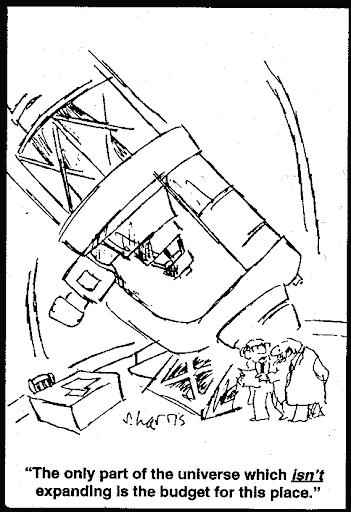 S. Harris
“The only part of the universe which isn't
expanding is the budget for this place.”